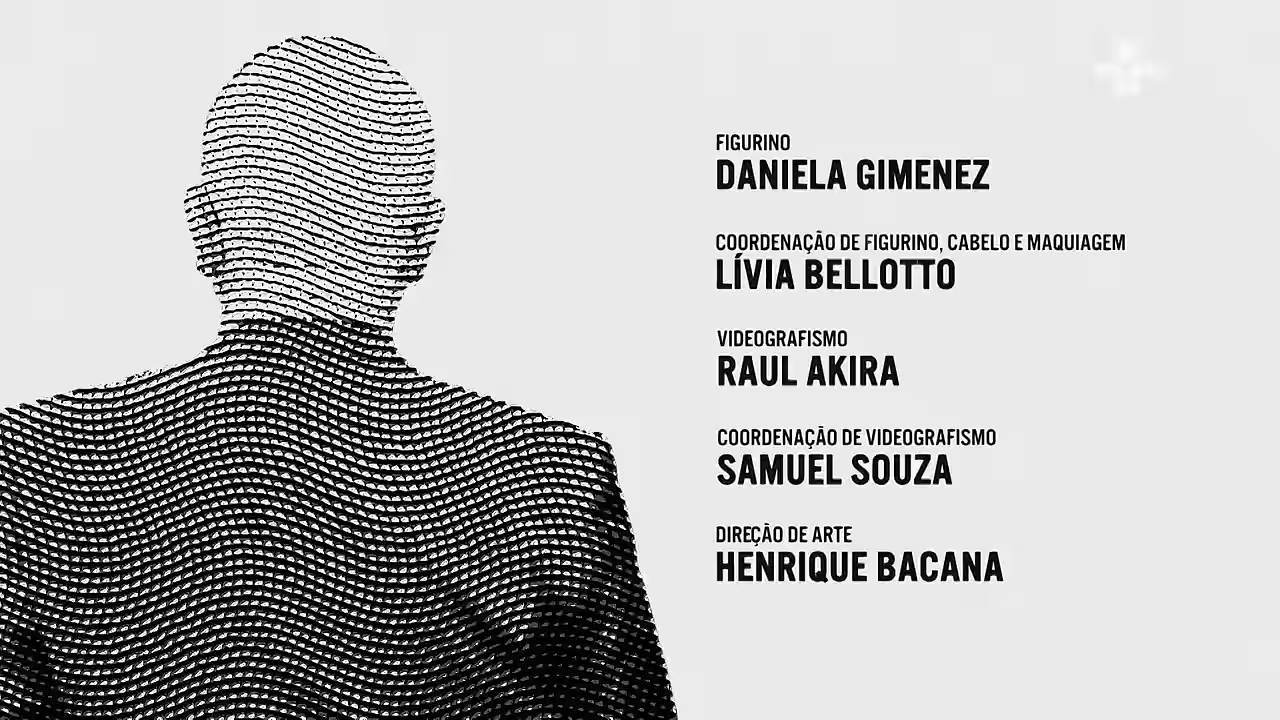 FIGURINO
DANIELA GIMENEZ
COORDENAÇÃO DE FIGURINO, CABELO E MAQUIAGEM
LÍVIA BELLOTTO
VIDEOGRAFISMO
RAUL AKIRA
COORDENAÇÃO DE VIDEOGRAFISMO
SAMUEL SOUZA
DIREÇÃO DE ARTE
HENRIQUE BACANA